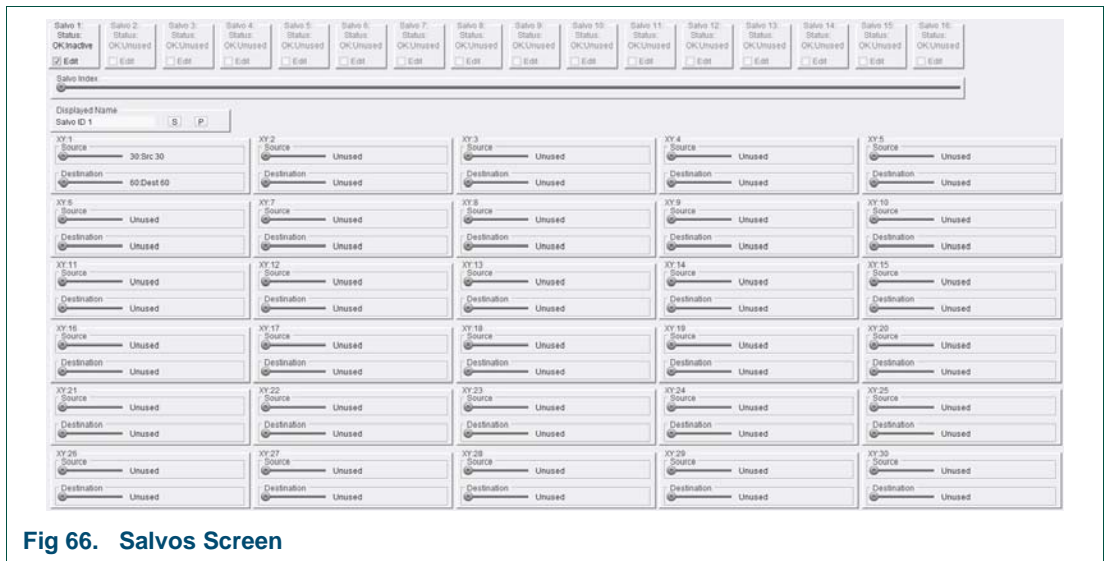 Salvo 1: Salvo 2: Salvo 3: Salvo 4: Salvo 5: Salvo 6: Salvo 7: Salvo 8: Salvo 9: Salvo 10: Salvo 11: Salvo 12: Salvo 13: Salvo 14: Salvo 15: Salvo 16:
Status: Status: Status: Status: Status: Status: Status: Status: Status: Status: Status: Status: Status: Status: Status: Status:
OK:Inactive OK:Unused OK:Unused OK:Unused OK:Unused OK:Unused OK:Unused OK:Unused OK:Unused OK:Unused OK:Unused OK:Unused OK:Unused OK:Unused OK:Unused OK:Unused
Edit Edit Edit Edit Edit Edit Edit Edit Edit Edit Edit Edit Edit Edit Edit Edit
Salvo Index
Displayed Name
Salvo ID 1 S P
XY:1 XY:2 XY:3 XY:4 XY:5
Source Source Source Source Source
30:Src 30 Unused Unused Unused Unused
Destination Destination Destination Destination Destination
60:Dest 60 Unused Unused Unused Unused
XY:6 XY:7 XY:8 XY:9 XY:10
Source Source Source Source Source
Unused Unused Unused Unused Unused
Destination Destination Destination Destination Destination
Unused Unused Unused Unused Unused
XY:11 XY:12 XY:13 XY:14 XY:15
Source Source Source Source Source
Unused Unused Unused Unused Unused
Destination Destination Destination Destination Destination
Unused Unused Unused Unused Unused
XY:16 XY:17 XY:18 XY:19 XY:20
Source Source Source Source Source
Unused Unused Unused Unused Unused
Destination Destination Destination Destination Destination
Unused Unused Unused Unused Unused
XY:21 XY:22 XY:23 XY:24 XY:25
Source Source Source Source Source
Unused Unused Unused Unused Unused
Destination Destination Destination Destination Destination
Unused Unused Unused Unused Unused
XY:26 XY:27 XY:28 XY:29 XY:30
Source Source Source Source Source
Unused Unused Unused Unused Unused
Destination Destination Destination Destination Destination
Unused Unused Unused Unused Unused
Fig 66. Salvos Screen